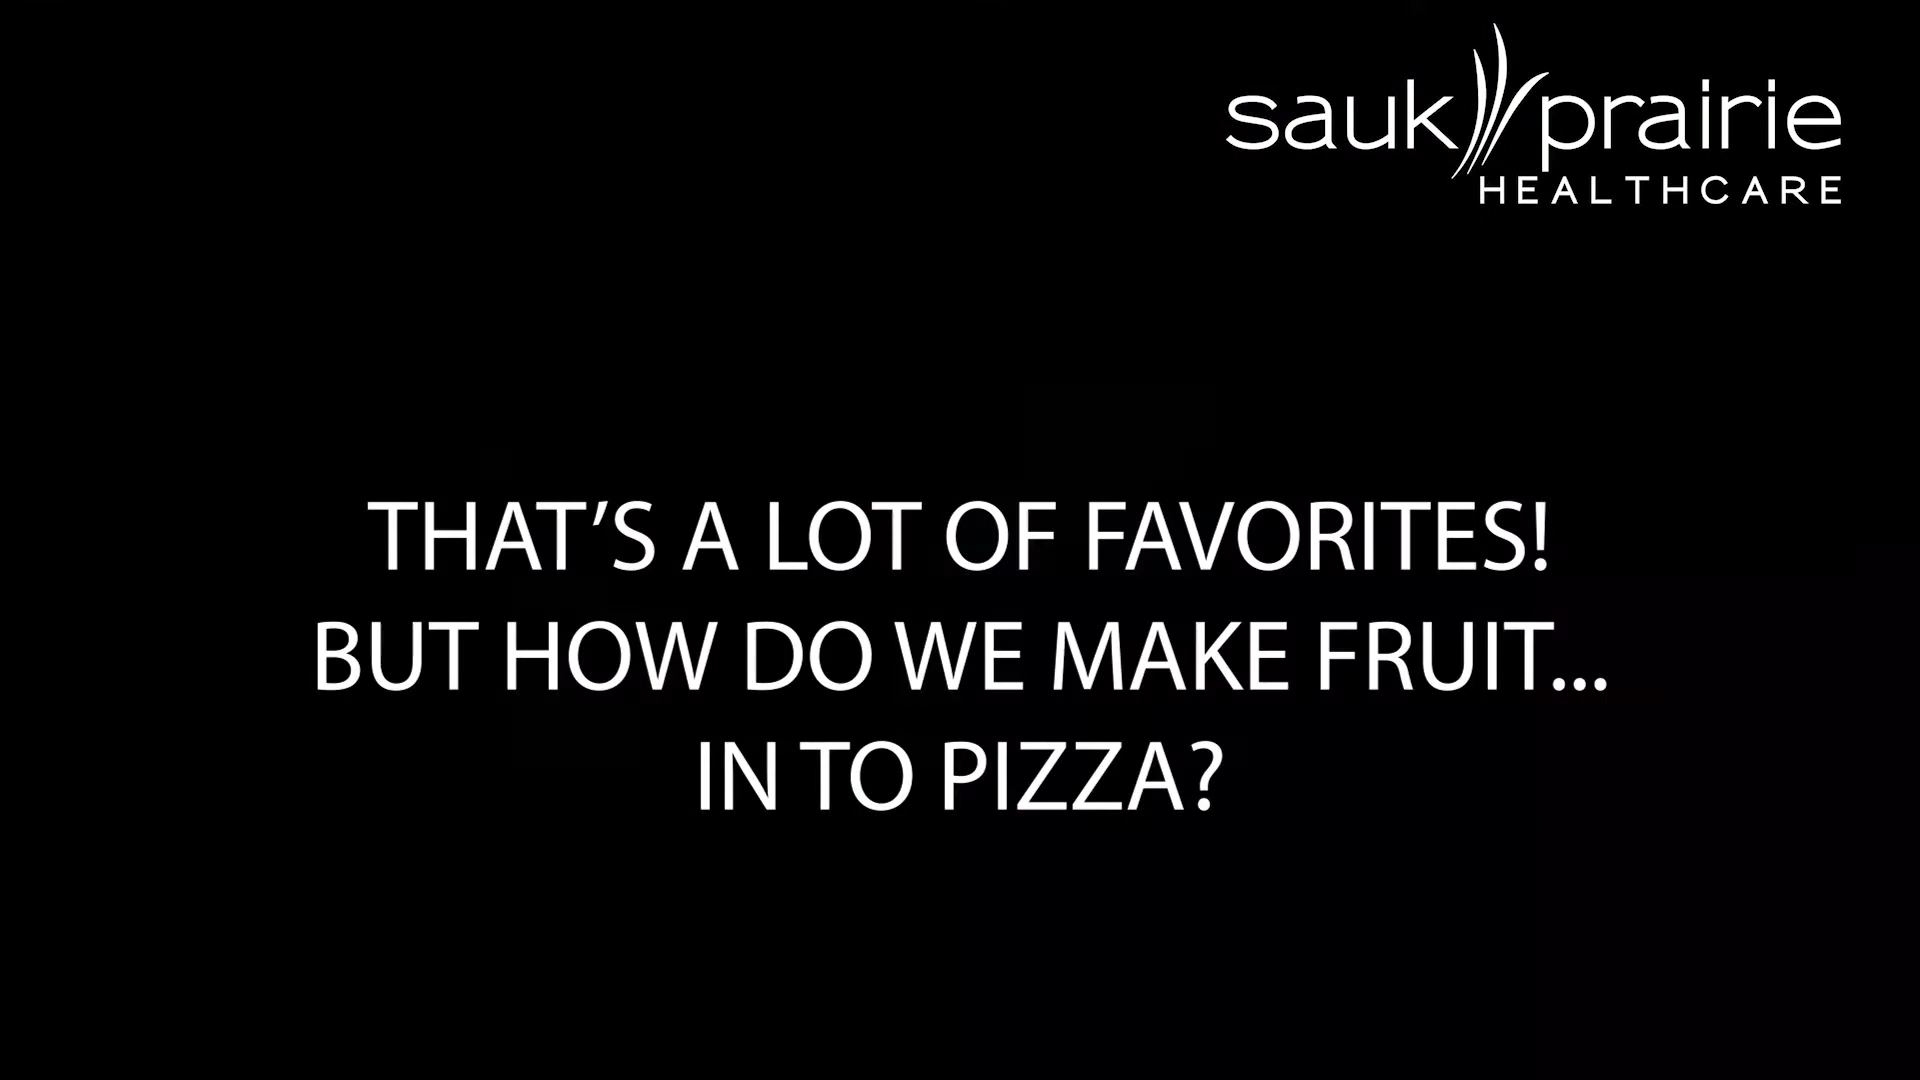 sauk prairie
HEALTHCARE
THAT’S A LOT OF FAVORITES!
BUT HOW DO WE MAKE FRUIT...
IN TO PIZZA?